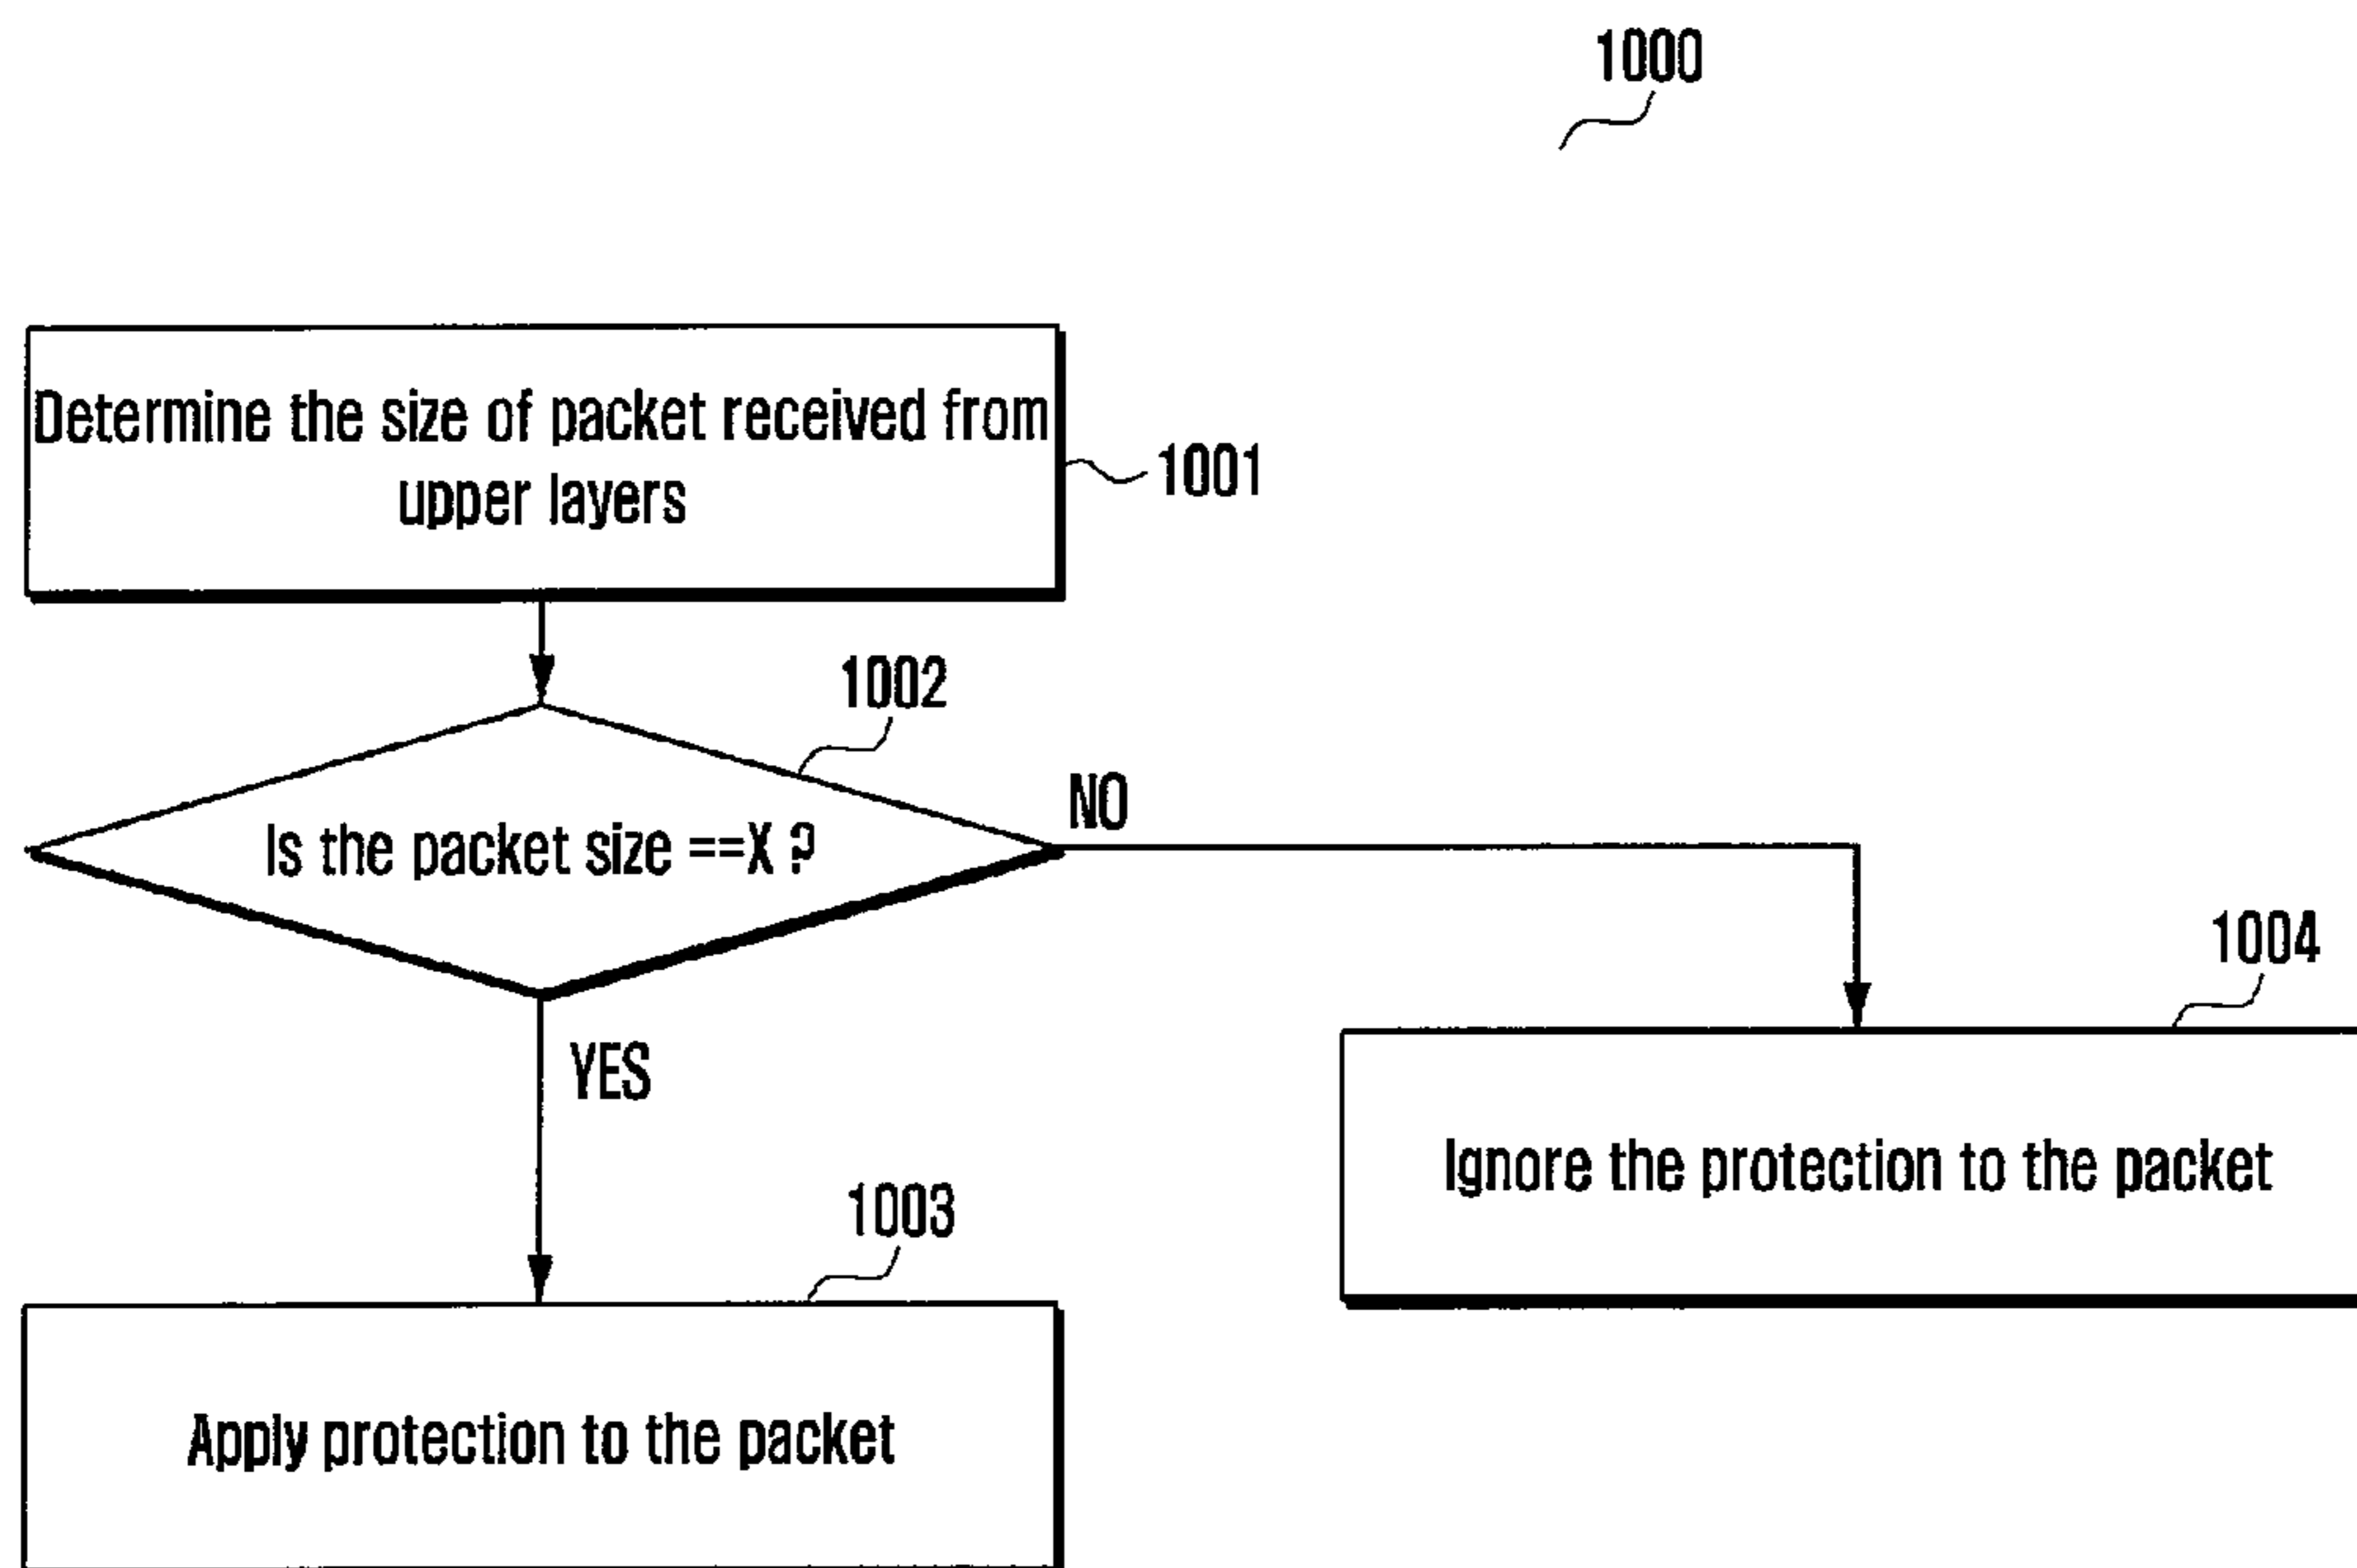 1000
Determine the size of packet received from
upper layers
1001
1002
Is the packet size ==X ?
NO
YES
1004
Ignore the protection to the packet
1003
Apply protection to the packet